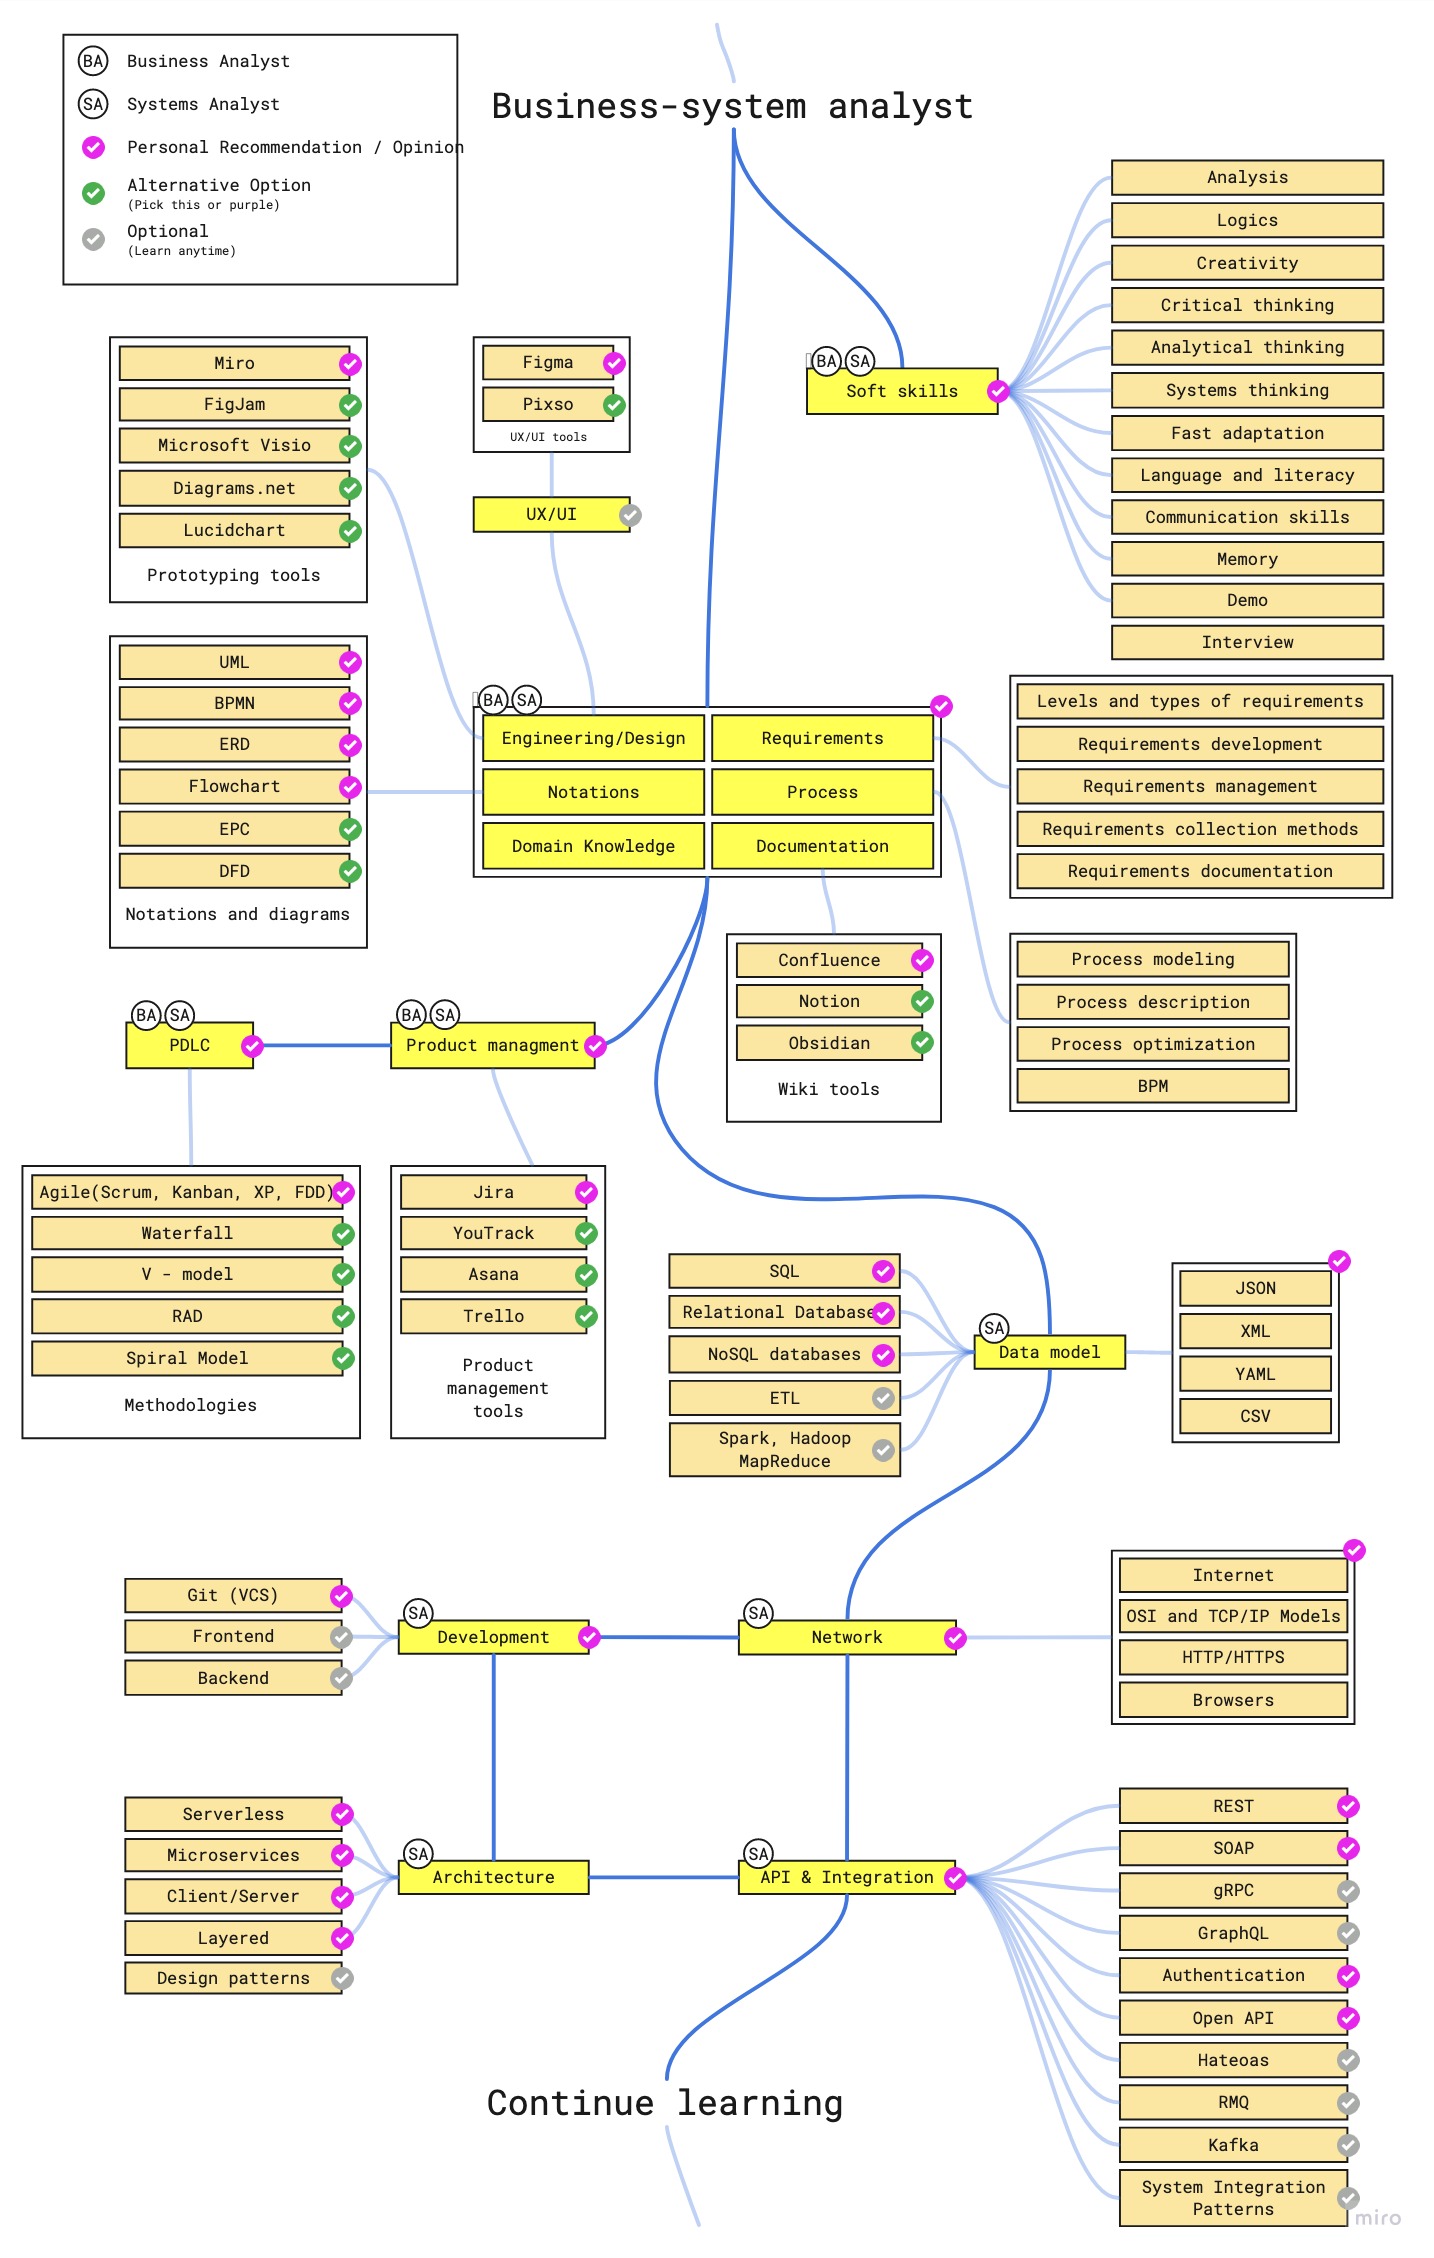 BA Business Analyst
SA Systems Analyst
Personal Recommendation / Opinion
Alternative Option
(Pick this or purple)
Optional
(Learn anytime)
Business-system analyst
Analysis
Logics
Creativity
Critical thinking
Analytical thinking
Systems thinking
Fast adaptation
Language and literacy
Communication skills
Memory
Demo
Interview
BA SA
Soft skills
Miro
FigJam
Microsoft Visio
Diagrams.net
Lucidchart
Prototyping tools
Figma
Pixso
UX/UI tools
UX/UI
UML
BPMN
ERD
Flowchart
EPC
DFD
Notations and diagrams
BA SA
Engineering/Design
Requirements
Notations
Process
Domain Knowledge
Documentation
Levels and types of requirements
Requirements development
Requirements management
Requirements collection methods
Requirements documentation
Confluence
Notion
Obsidian
Wiki tools
Process modeling
Process description
Process optimization
BPM
BA SA
PDLC
BA SA
Product managment
Agile(Scrum, Kanban, XP, FDD)
Waterfall
V - model
RAD
Spiral Model
Methodologies
Jira
YouTrack
Asana
Trello
Product
management
tools
SQL
Relational Database
NoSQL databases
ETL
Spark, Hadoop
MapReduce
SA
Data model
JSON
XML
YAML
CSV
Git (VCS)
Frontend
Backend
SA
Development
SA
Network
Internet
OSI and TCP/IP Models
HTTP/HTTPS
Browsers
Serverless
Microservices
Client/Server
Layered
Design patterns
SA
Architecture
SA
API & Integration
REST
SOAP
gRPC
GraphQL
Authentication
Open API
Hateoas
RMQ
Kafka
System Integration
Patterns
Continue learning
miro